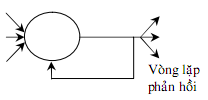 Vòng lặp
phản hồi